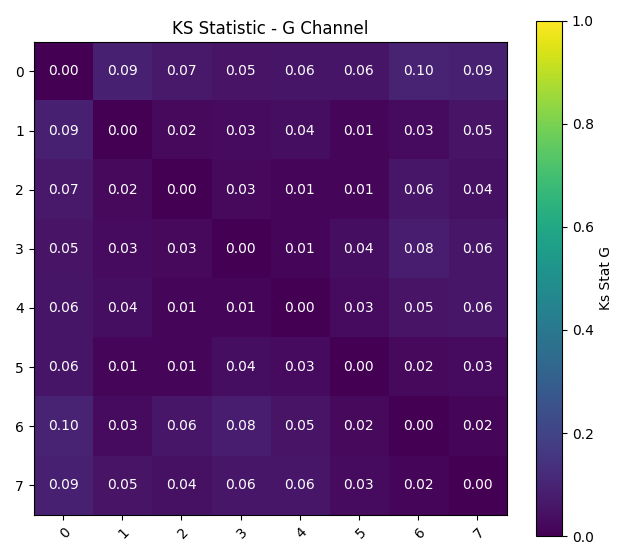 KS Statistic - G Channel
0 0.00 0.09 0.07 0.05 0.06 0.06 0.10 0.09
1 0.09 0.00 0.02 0.03 0.04 0.01 0.03 0.05
2 0.07 0.02 0.00 0.03 0.01 0.01 0.06 0.04
3 0.05 0.03 0.03 0.00 0.01 0.04 0.08 0.06
4 0.06 0.04 0.01 0.01 0.00 0.03 0.05 0.06
5 0.06 0.01 0.01 0.04 0.03 0.00 0.02 0.03
6 0.10 0.03 0.06 0.08 0.05 0.02 0.00 0.02
7 0.09 0.05 0.04 0.06 0.06 0.03 0.02 0.00
0 1 2 3 4 5 6 7
1.0
0.8
0.6
0.4
0.2
0.0
Ks Stat G